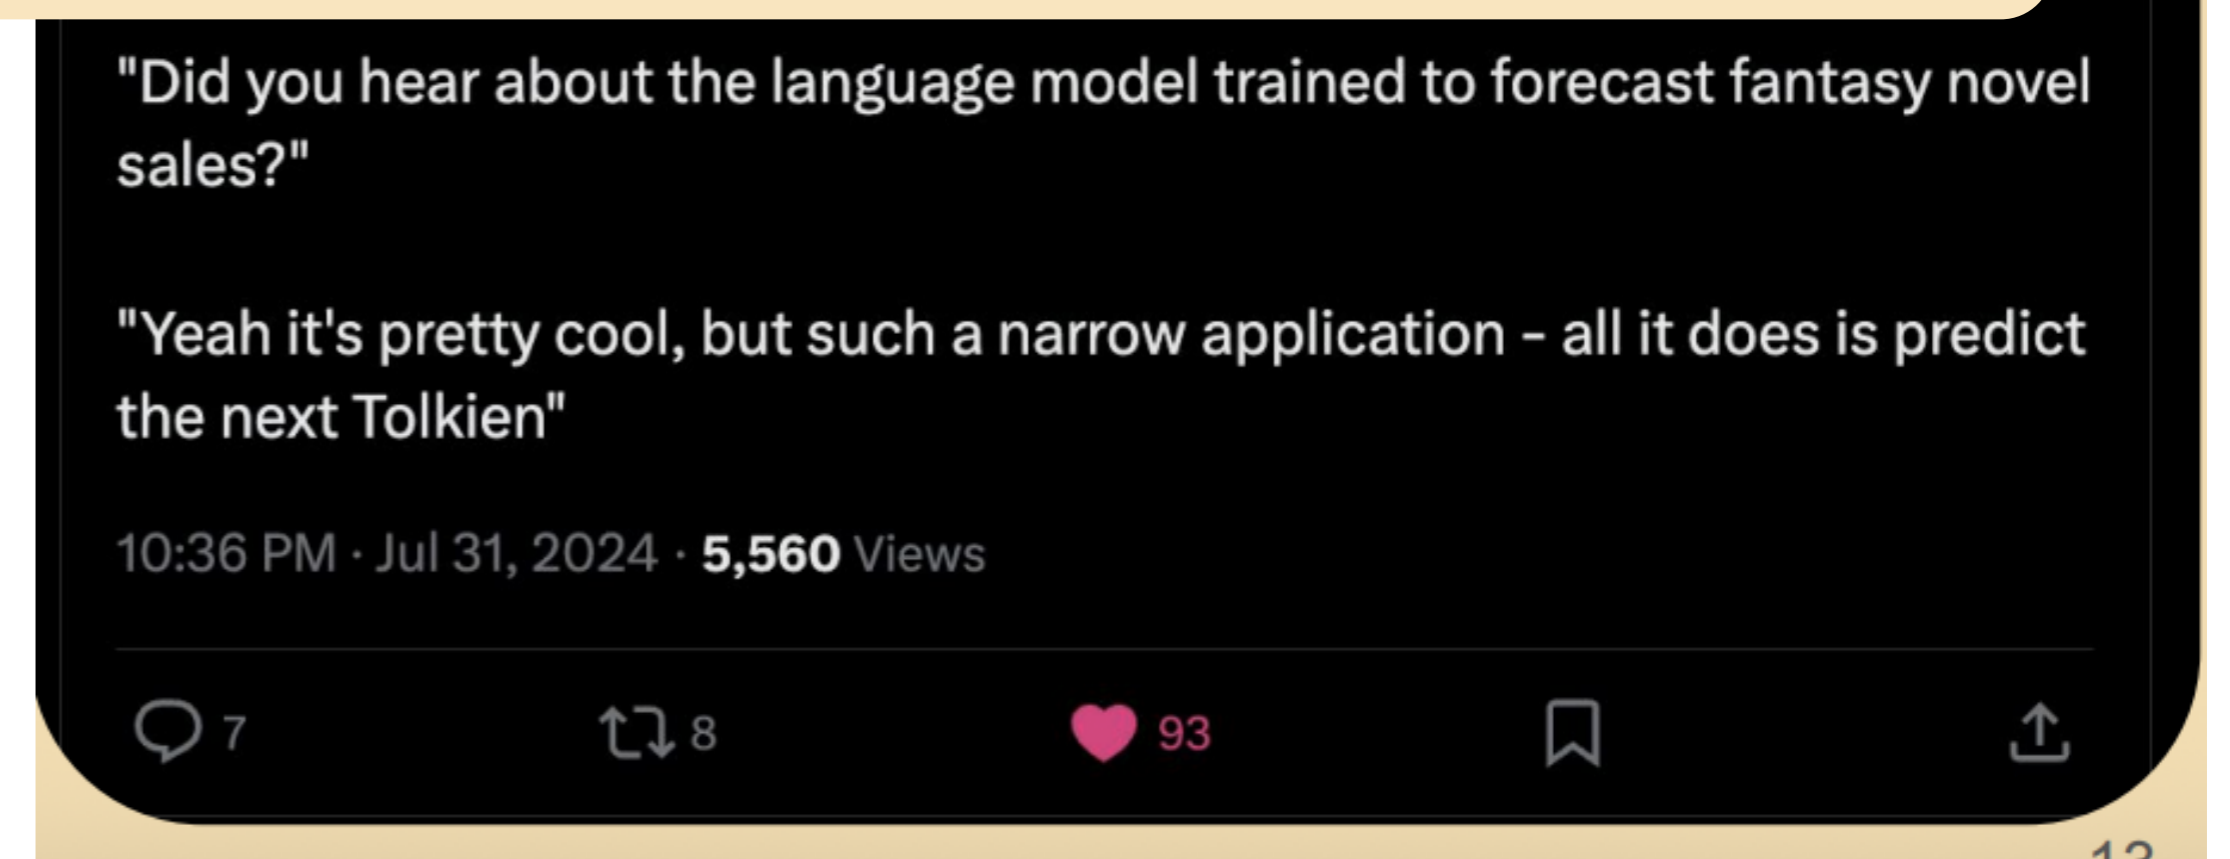 "Did you hear about the language model trained to forecast fantasy novel
sales?"
"Yeah it's pretty cool, but such a narrow application - all it does is predict
the next Tolkien"
10:36 PM · Jul 31, 2024 · 5,560 Views
7 8 93